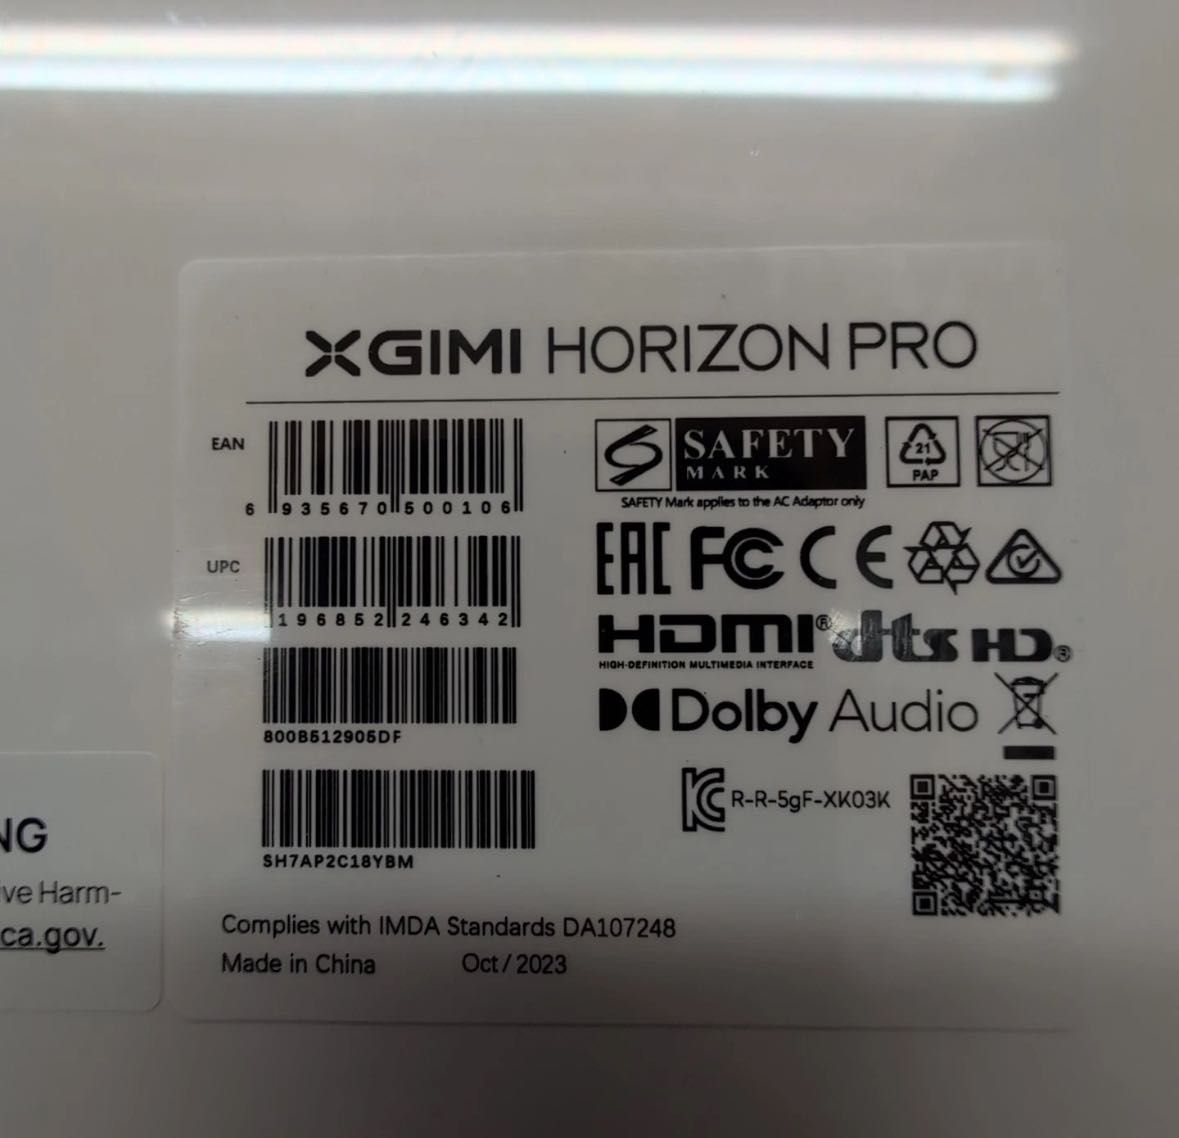 XGIMI HORIZON PRO
EAN
6 935670 500106
SAFETY
MARK
21
PAP
SAFETY Mark applies to the AC Adaptor only
UPC
196852 246342
EAC FC CE
HDMI® dts HD®
HIGH-DEFINITION MULTIMEDIA INTERFACE
800B512905DF
Dolby Audio
KC R-R-5gF-XK03K
SH7AP2C18YBM
NG
ive Harm-
ca.gov.
Complies with IMDA Standards DA107248
Made in China Oct / 2023